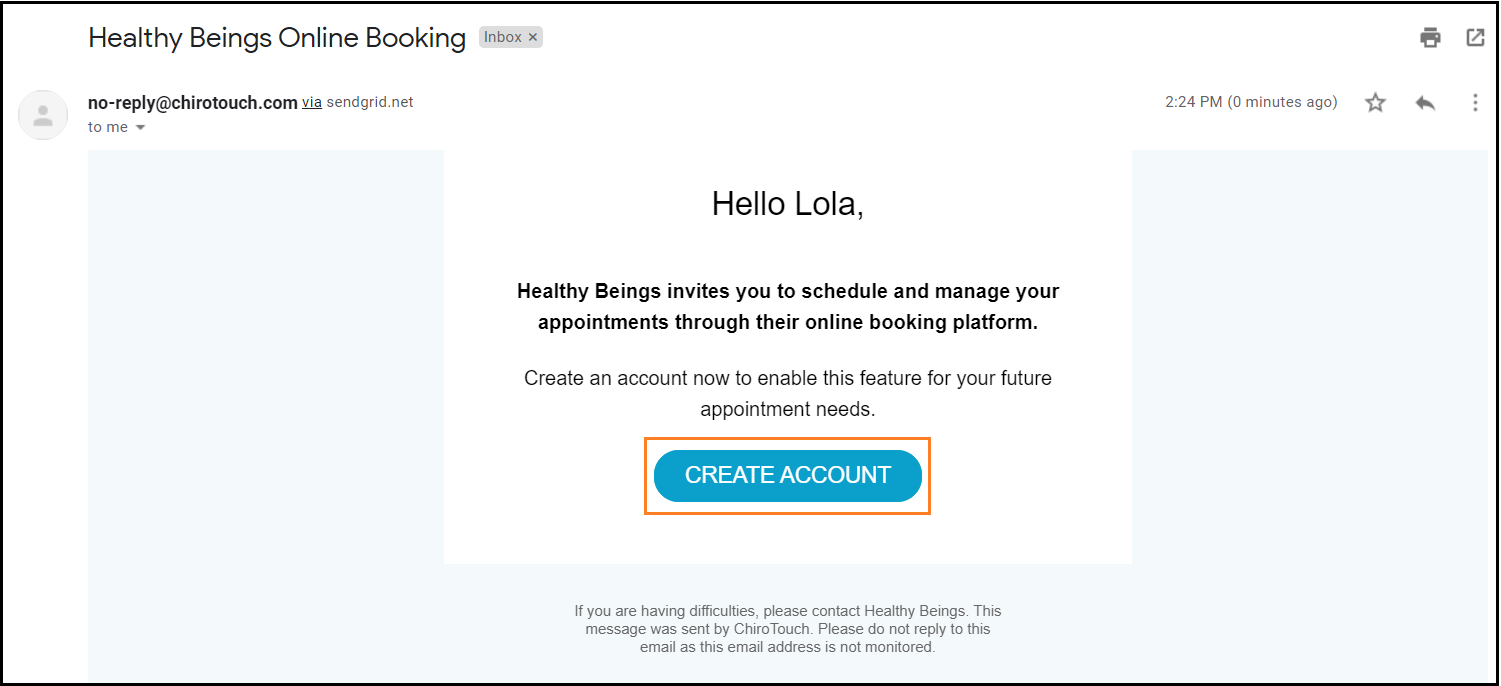 Healthy Beings Online Booking Inbox ×
no-reply@chirotouch.com via sendgrid.net 2:24 PM (0 minutes ago)
to me
Hello Lola,
Healthy Beings invites you to schedule and manage your
appointments through their online booking platform.
Create an account now to enable this feature for your future
appointment needs.
CREATE ACCOUNT
If you are having difficulties, please contact Healthy Beings. This
message was sent by ChiroTouch. Please do not reply to this
email as this email address is not monitored.